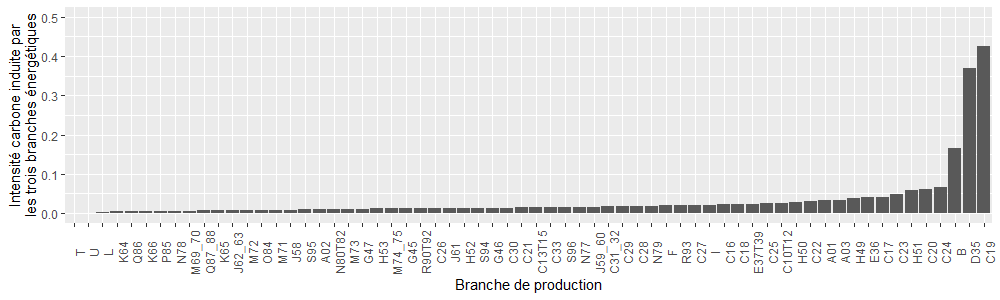 Intensité carbone induite par
les trois branches énergétiques
0.5
0.4
0.3
0.2
0.1
0.0
T
U
L
K64
Q86
K66
P85
N78
M69_70
Q87_88
K65
J62_63
M72
O84
M71
J58
S95
A02
N80T82
M73
G47
H53
M74_75
G45
R90T92
C26
J61
H52
S94
G46
C30
C21
C13T15
C33
S96
N77
J59_60
C31_32
C29
C28
N79
F
R93
C27
I
C16
C18
E37T39
C25
C10T12
H50
C22
A01
A03
H49
E36
C17
C23
H51
C20
C24
B
D35
C19
Branche de production